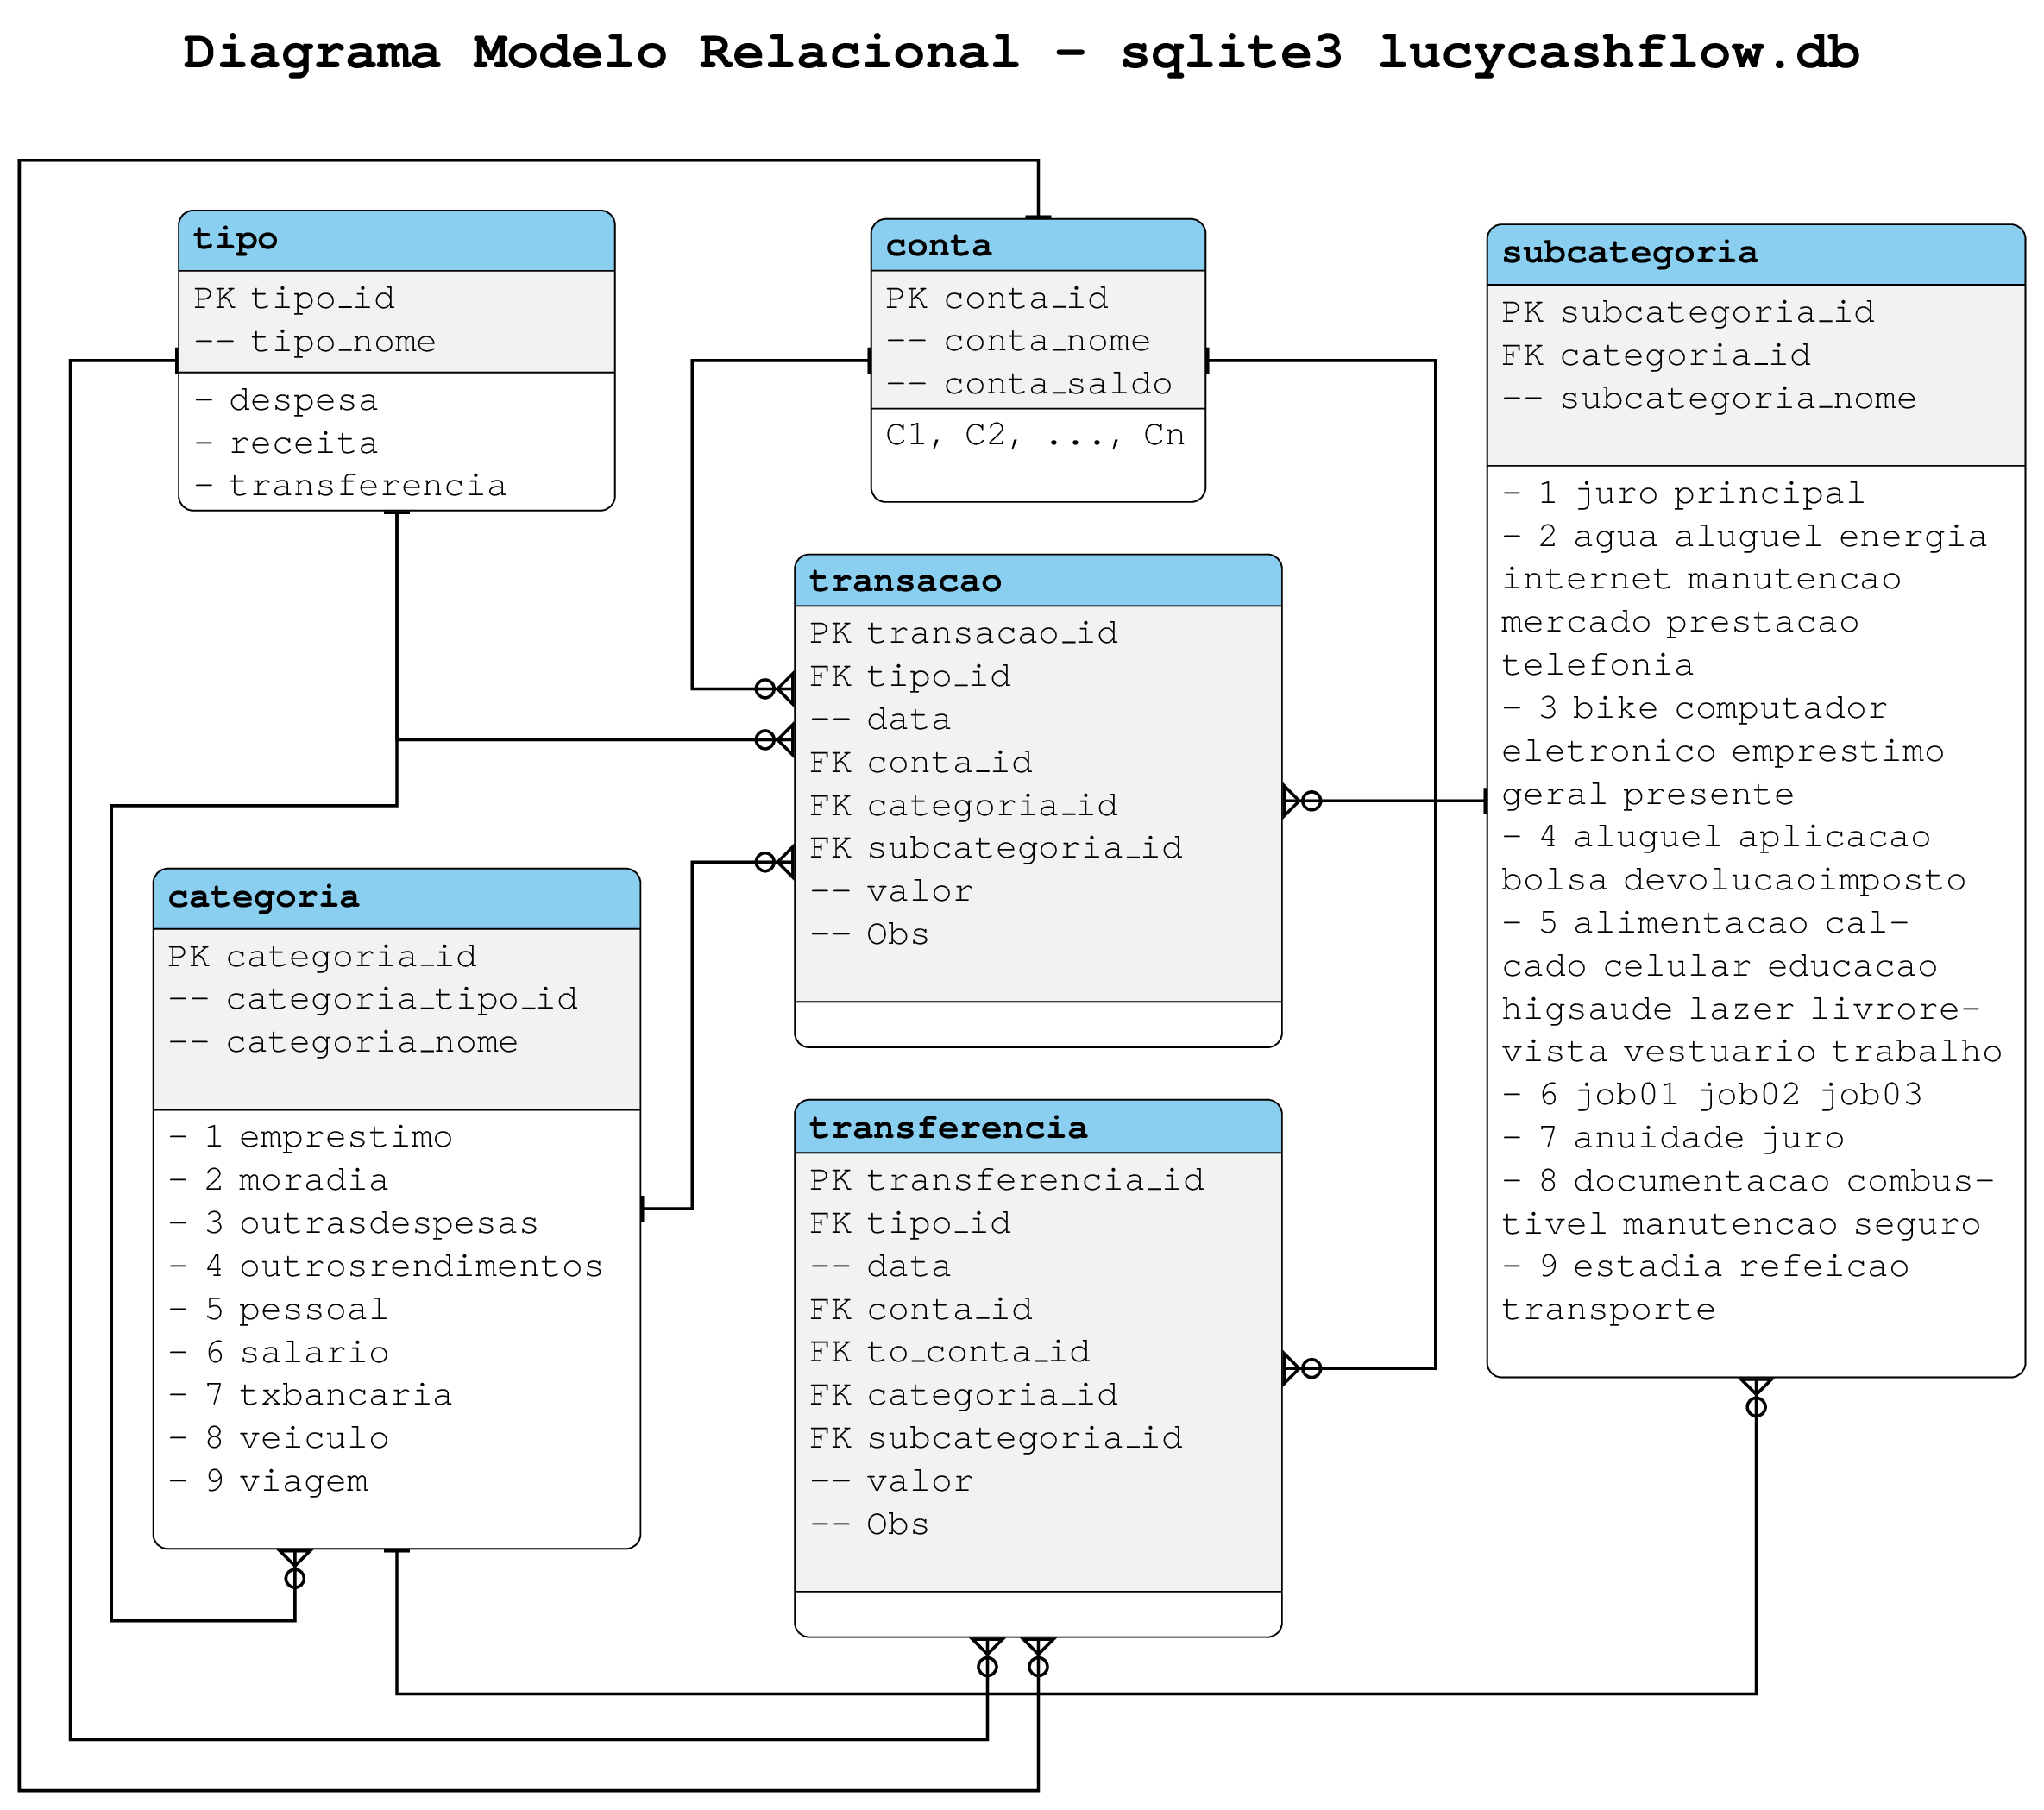 Diagrama Modelo Relacional - sqlite3 lucycashflow.db
tipo
PK tipo_id
-- tipo_nome
- despesa
- receita
- transferencia
conta
PK conta_id
-- conta_nome
-- conta_saldo
C1, C2, ..., Cn
subcategoria
PK subcategoria_id
FK categoria_id
-- subcategoria_nome
- 1 juro principal
- 2 agua aluguel energia
internet manutencao
mercado prestacao
telefonia
- 3 bike computador
eletronico emprestimo
geral presente
- 4 aluguel aplicacao
bolsa devolucaoimposto
- 5 alimentacao cal-
cado celular educacao
higsaude lazer livrore-
vista vestuario trabalho
- 6 job01 job02 job03
- 7 anuidade juro
- 8 documentacao combus-
tivel manutencao seguro
- 9 estadia refeicao
transporte
transacao
PK transacao_id
FK tipo_id
-- data
FK conta_id
FK categoria_id
FK subcategoria_id
-- valor
-- Obs
categoria
PK categoria_id
-- categoria_tipo_id
-- categoria_nome
- 1 emprestimo
- 2 moradia
- 3 outrasdespesas
- 4 outrosrendimentos
- 5 pessoal
- 6 salario
- 7 txbancaria
- 8 veiculo
- 9 viagem
transferencia
PK transferencia_id
FK tipo_id
-- data
FK conta_id
FK to_conta_id
FK categoria_id
FK subcategoria_id
-- valor
-- Obs